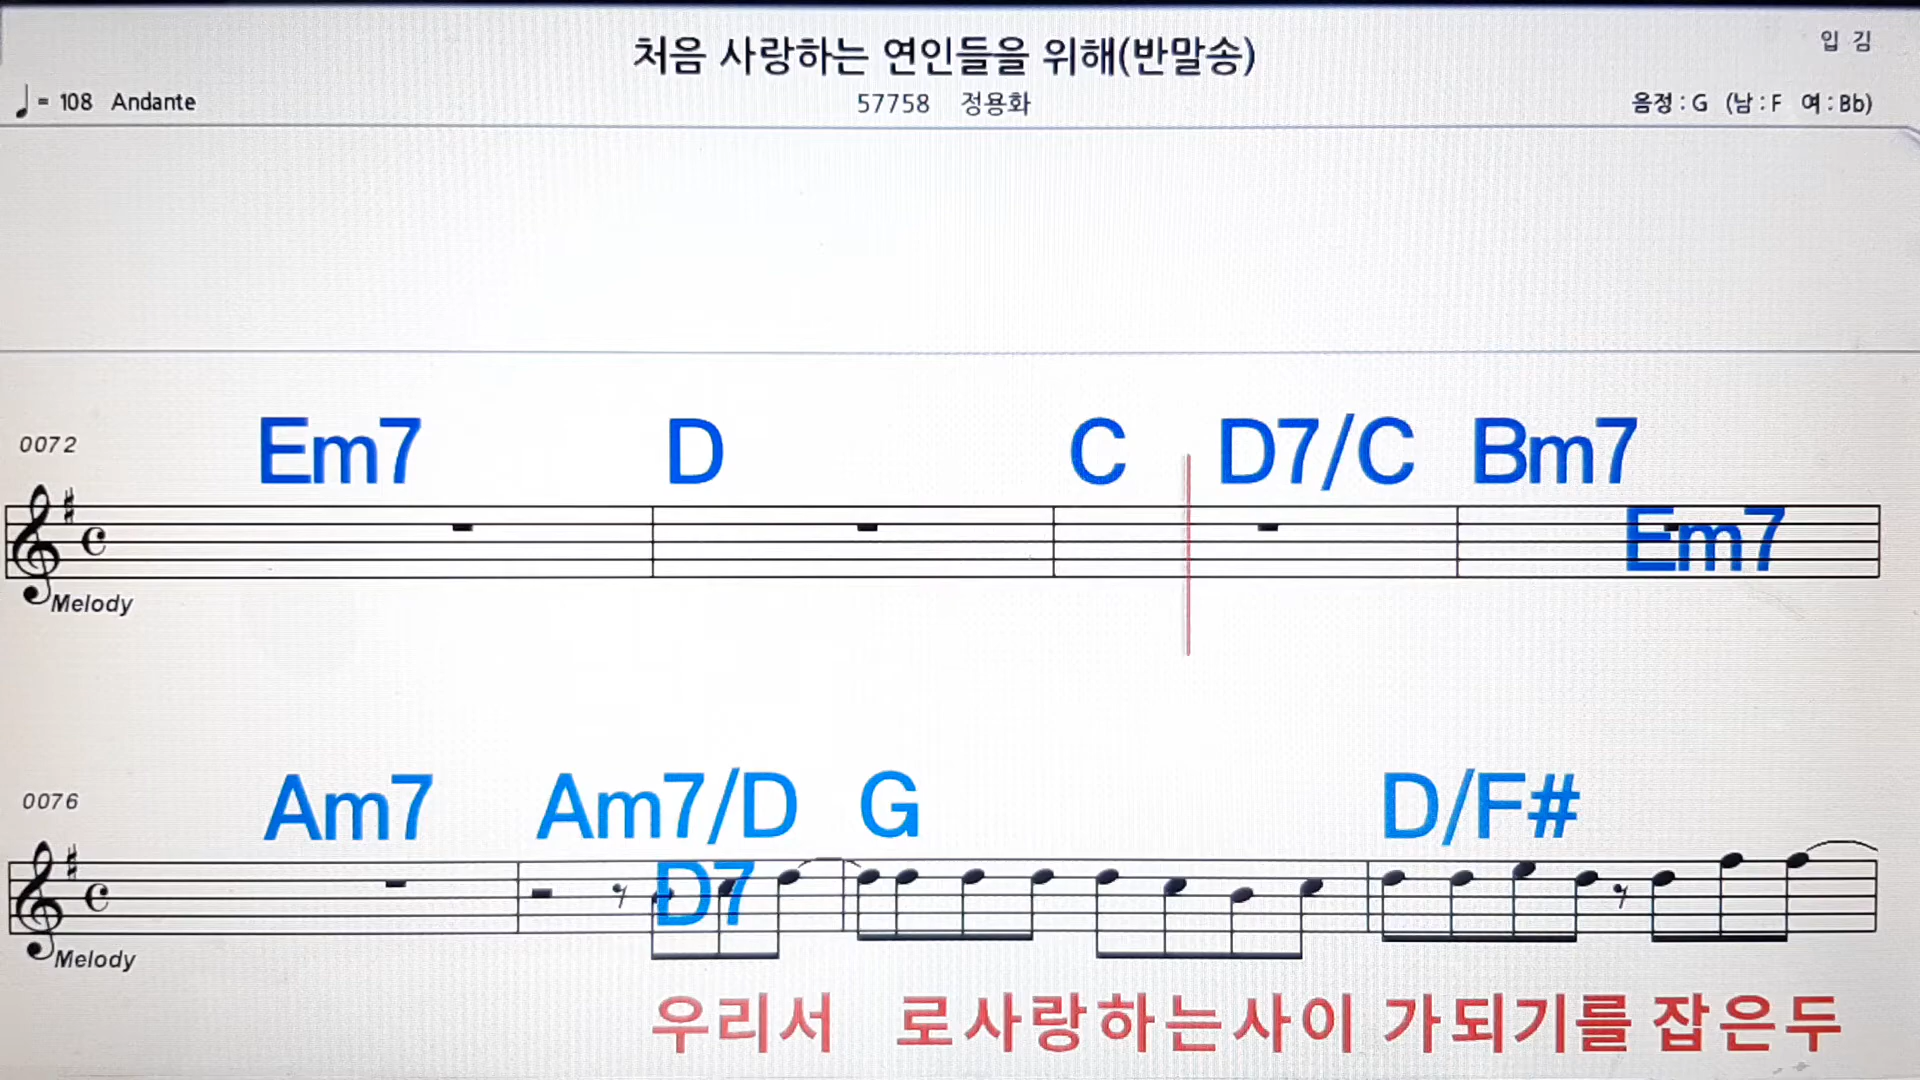 처음 사랑하는 연인들을 위해(반말송)
입 김
♩= 108 Andante
57758 정용화
음정 : G (남 : F 여 : Bb)
0072
Em7 D C D7/C Bm7
Em7
Melody
0076
Am7 Am7/D G D/F#
D7
Melody
우리서 로사랑하는사이 가되기를 잡은두